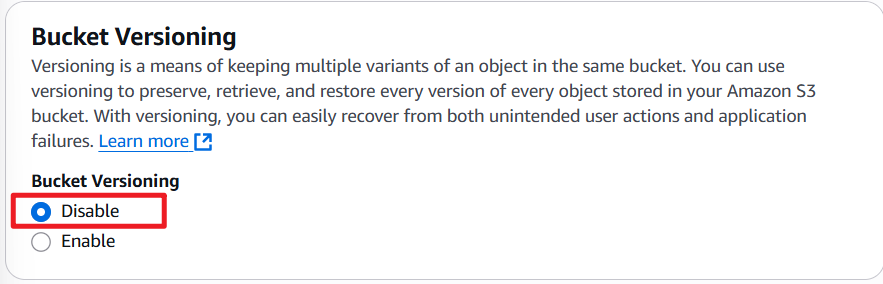 Bucket Versioning
Versioning is a means of keeping multiple variants of an object in the same bucket. You can use
versioning to preserve, retrieve, and restore every version of every object stored in your Amazon S3
bucket. With versioning, you can easily recover from both unintended user actions and application
failures. Learn more
Bucket Versioning
Disable
Enable